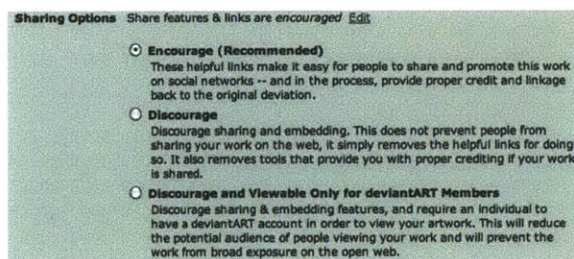 Sharing Options Share features & links are encouraged Edit
Encourage (Recommended)
These helpful links make it easy for people to share and promote this work
on social networks -- and in the process, provide proper credit and linkage
back to the original deviation.
Discourage
Discourage sharing and embedding. This does not prevent people from
sharing your work on the web, it simply removes the helpful links for doing
so. It also removes tools that provide you with proper crediting if your work
is shared.
Discourage and Viewable Only for deviantART Members
Discourage sharing & embedding features, and require an individual to
have a deviantART account in order to view your artwork. This will reduce
the potential audience of people viewing your work and will prevent the
work from broad exposure on the open web.